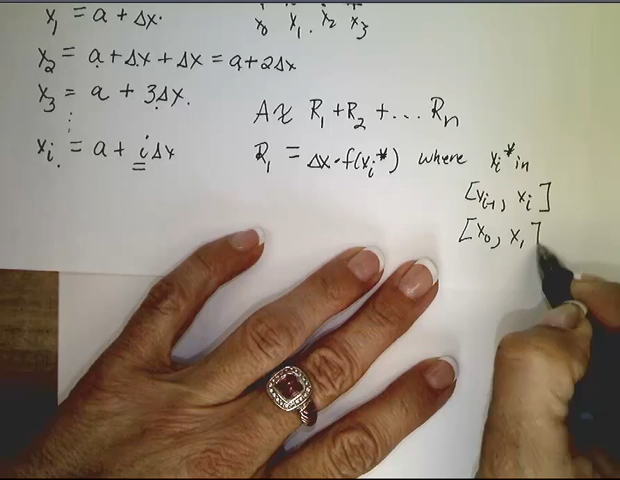 x₁ = a + Δx.
x₀ x₁ x₂ x₃
x₂ = a + Δx + Δx = a + 2Δx
x₃ = a + 3Δx.
⋮
A ≈ R₁ + R₂ + ... Rₙ
xᵢ. = a + iΔx
R₁ = Δx · f(xᵢ*) where xᵢ* in
[xᵢ₋₁, xᵢ]
[x₀, x₁]